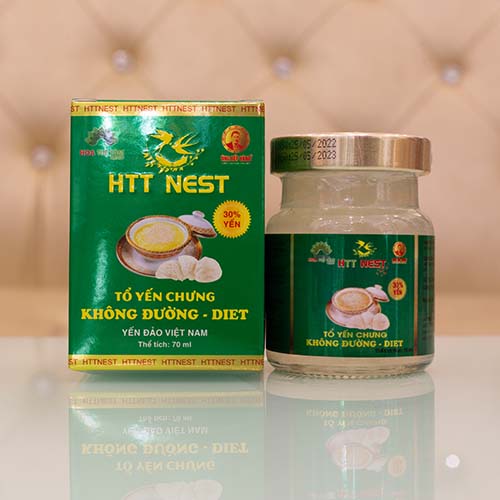 HTTNEST HTTNEST HTTNEST
HTT NEST
30%
YẾN
TỔ YẾN CHƯNG
KHÔNG ĐƯỜNG - DIET
YẾN ĐẢO VIỆT NAM
Thể tích: 70 ml
HTTNEST HTTNEST HTTNEST
25/05/2022
25/05/2023
HTT NEST
30%
YẾN
TỔ YẾN CHƯNG
KHÔNG ĐƯỜNG - DIET